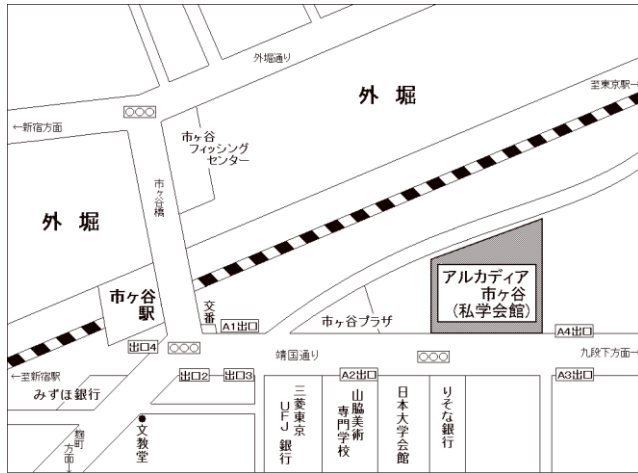 外堀通り
至東京駅→
外 堀
←新宿方面
市ヶ谷
フィッシング
センター
市ヶ谷橋
外 堀
市ヶ谷
駅
交番
A1出口
市ヶ谷プラザ
アルカディア
市ヶ谷
(私学会館)
A4出口
出口4
靖国通り
九段下方面→
←至新宿駅
みずほ銀行
出口2
出口3
A2出口
A3出口
三菱東京
UFJ 銀行
山脇美術
専門学校
日本大学会館
りそな銀行
文教堂
麹町
方面